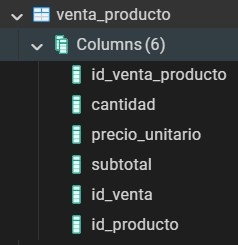 venta_producto
Columns (6)
id_venta_producto
cantidad
precio_unitario
subtotal
id_venta
id_producto